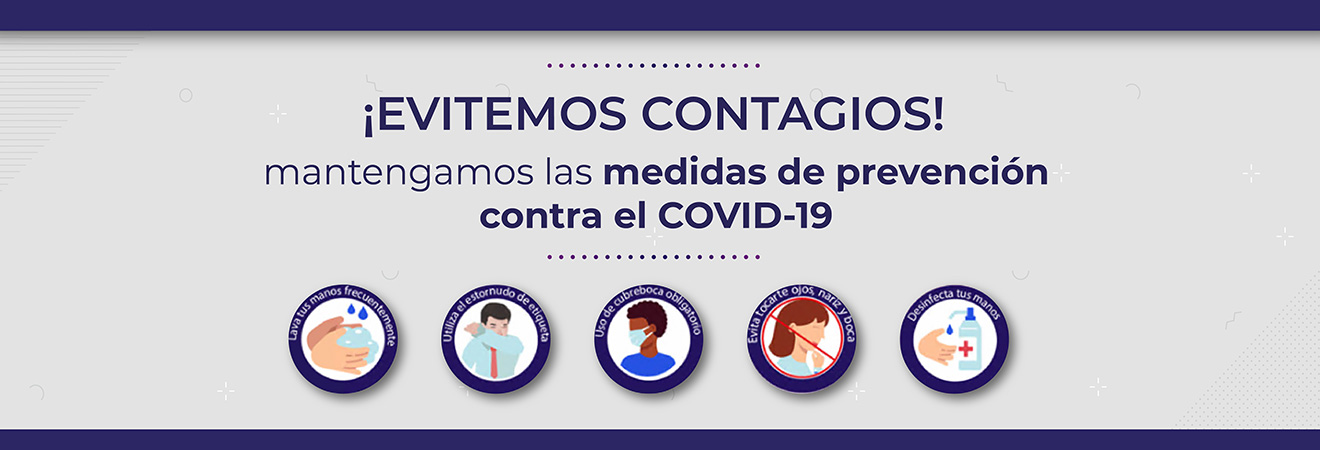 ¡EVITEMOS CONTAGIOS!
mantengamos las medidas de prevención
contra el COVID-19
Lava tus manos frecuentemente
Utiliza el estornudo de etiqueta
Uso de cubreboca obligatorio
Evita tocarte ojos, nariz y boca
Desinfecta tus manos